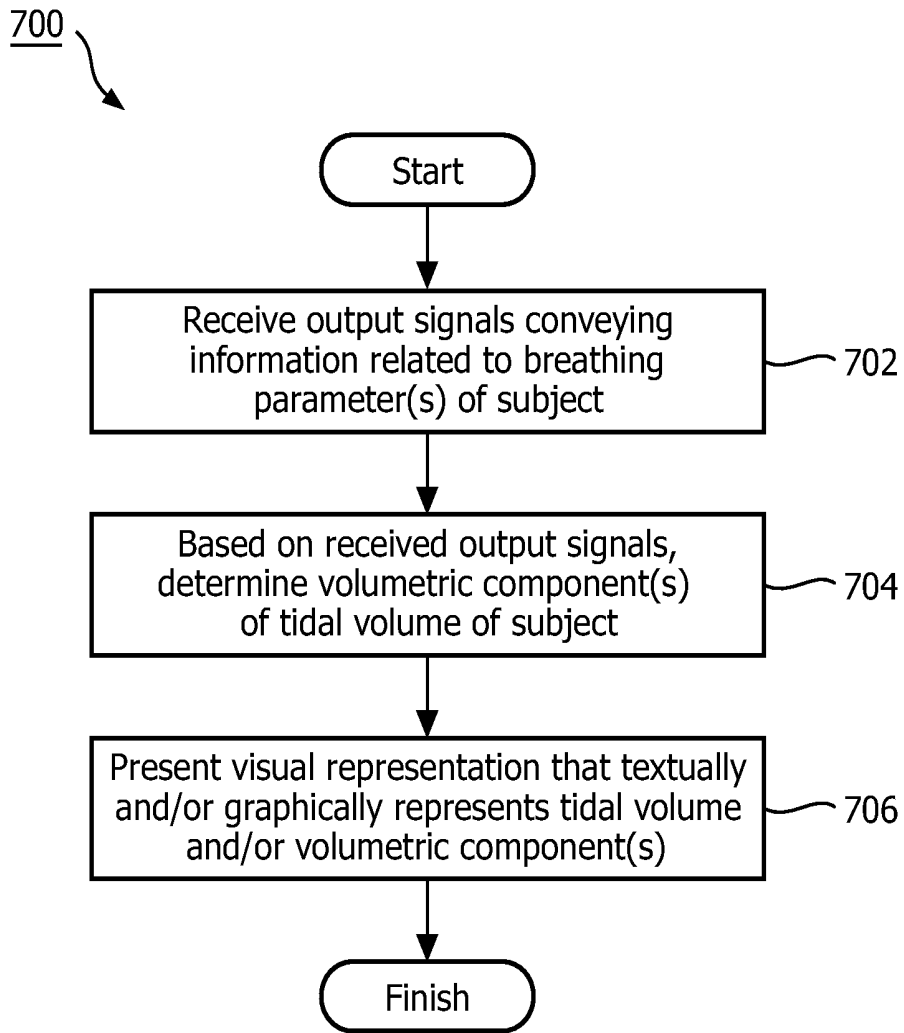 700
Start
Receive output signals conveying
information related to breathing
parameter(s) of subject
702
Based on received output signals,
determine volumetric component(s)
of tidal volume of subject
704
Present visual representation that textually
and/or graphically represents tidal volume
and/or volumetric component(s)
706
Finish